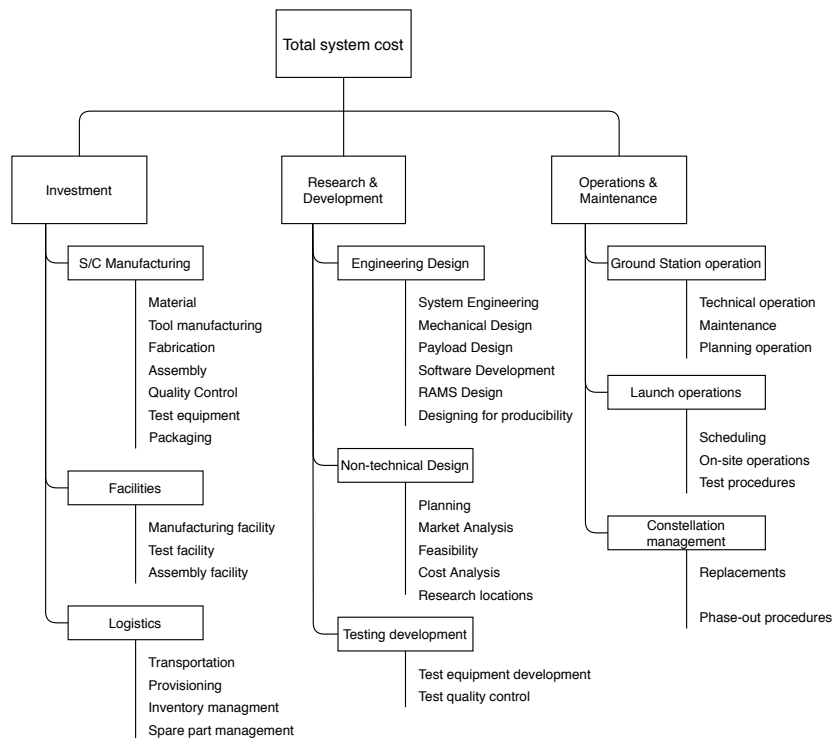 Total system cost
Investment
Research &
Development
Operations &
Maintenance
S/C Manufacturing
Material
Tool manufacturing
Fabrication
Assembly
Quality Control
Test equipment
Packaging
Facilities
Manufacturing facility
Test facility
Assembly facility
Logistics
Transportation
Provisioning
Inventory managment
Spare part management
Engineering Design
System Engineering
Mechanical Design
Payload Design
Software Development
RAMS Design
Designing for producibility
Non-technical Design
Planning
Market Analysis
Feasibility
Cost Analysis
Research locations
Testing development
Test equipment development
Test quality control
Ground Station operation
Technical operation
Maintenance
Planning operation
Launch operations
Scheduling
On-site operations
Test procedures
Constellation
management
Replacements
Phase-out procedures